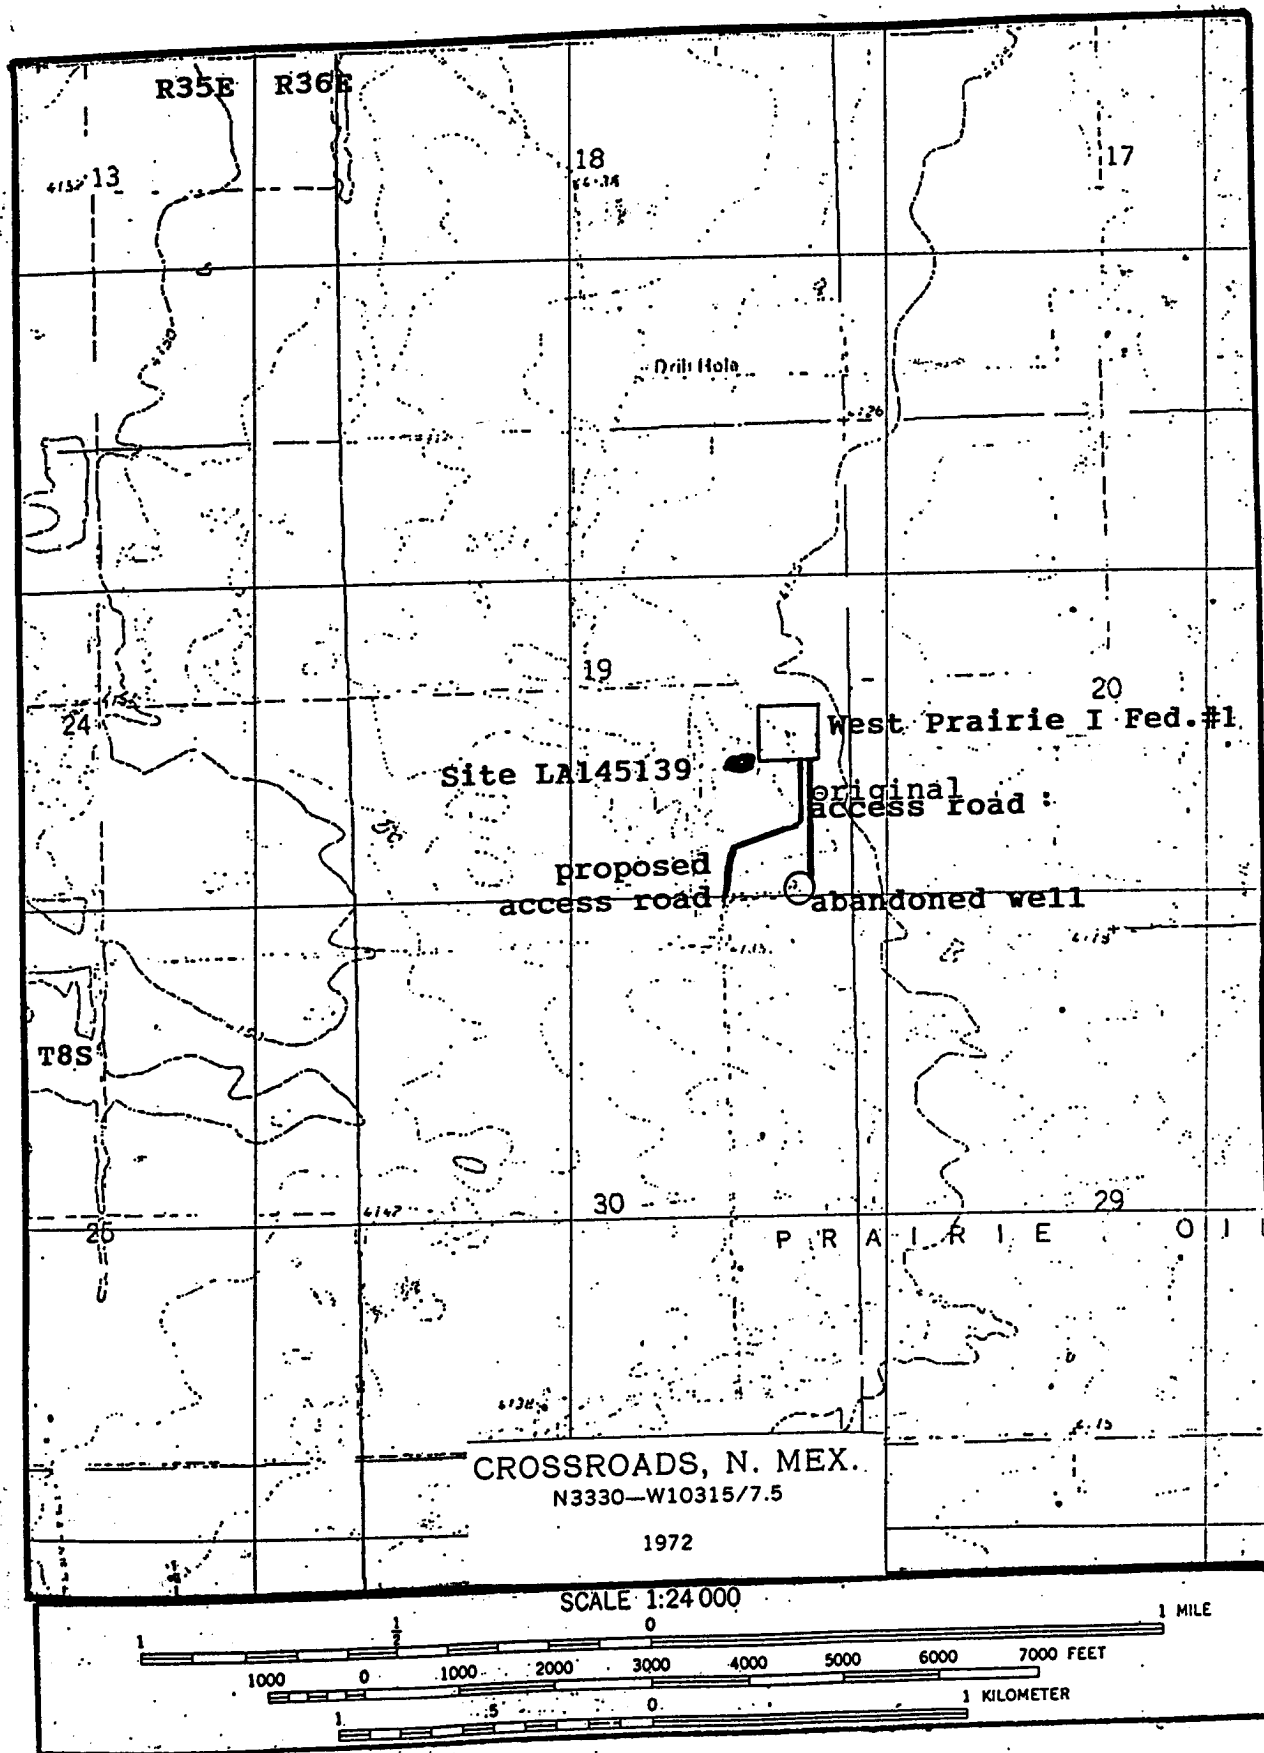 R35E R36E
13
18
17
Drill Hole
4126
19
20
24
West Prairie I Fed.#1
Site LA145139
original
access road
proposed
access road
abandoned well
T8S
4147
30
29
P R A I R I E OI
CROSSROADS, N. MEX.
N3330—W10315/7.5
1972
SCALE 1:24 000
1 1/2 0 1 MILE
1000 0 1000 2000 3000 4000 5000 6000 7000 FEET
1 .5 0 1 KILOMETER